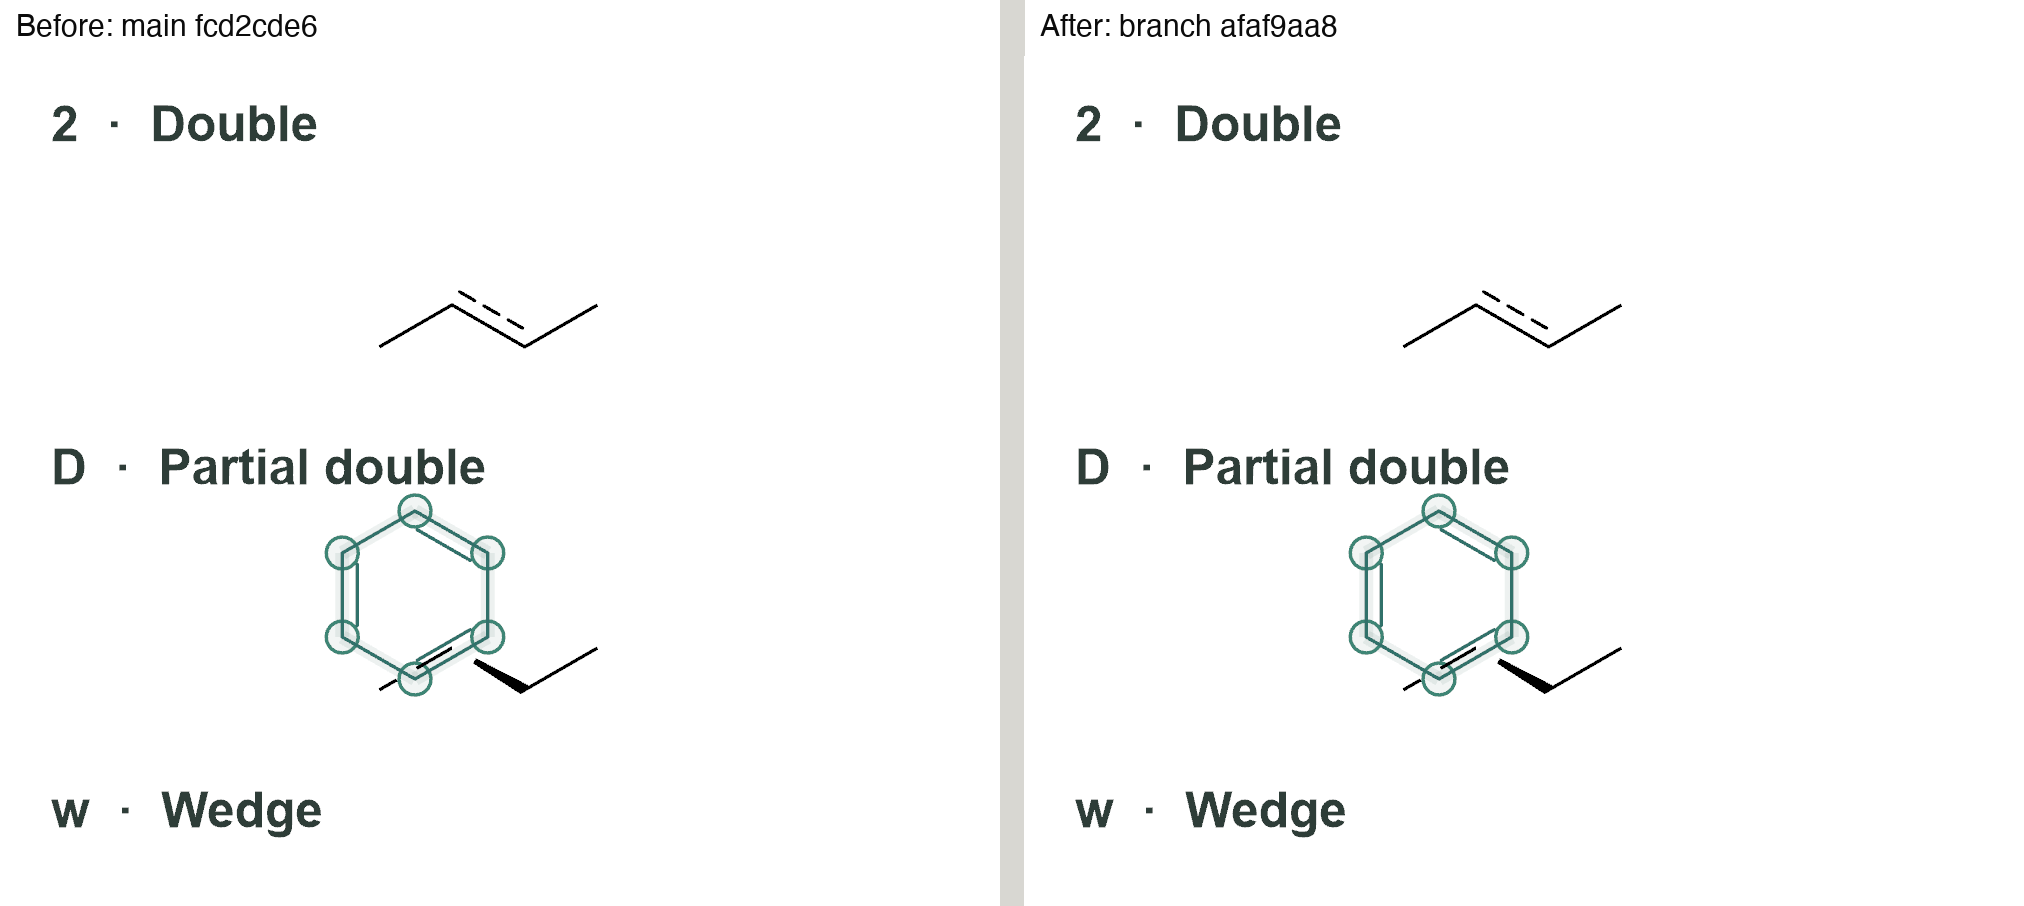 Before: main fcd2cde6
2 · Double
D · Partial double
w · Wedge
After: branch afaf9aa8
2 · Double
D · Partial double
w · Wedge